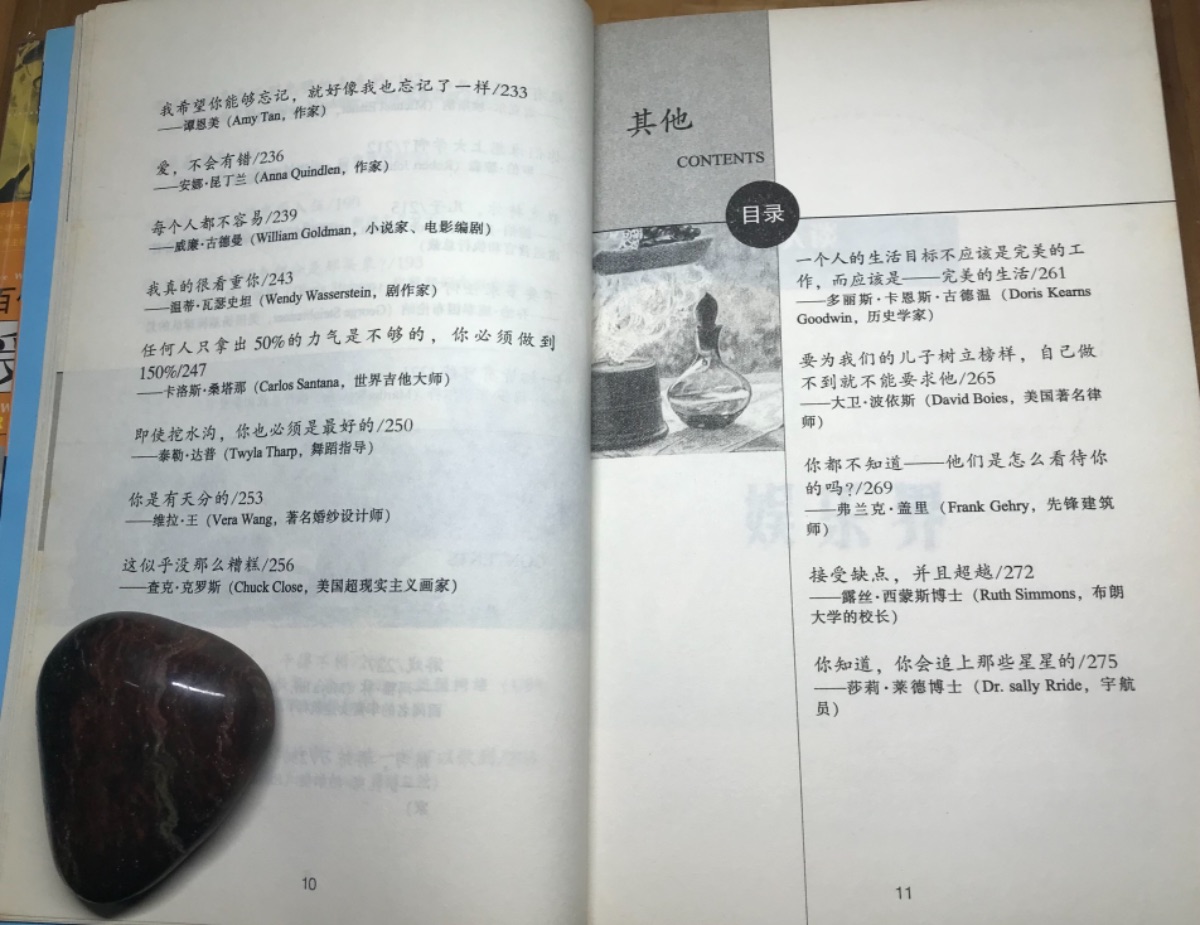 我希望你能够忘记，就好像我也忘记了一样/233
——谭恩美（Amy Tan，作家）
爱，不会有错/236
——安娜·昆丁兰（Anna Quindlen，作家）
每个人都不容易/239
——威廉·古德曼（William Goldman，小说家、电影编剧）
我真的很看重你/243
——温蒂·瓦瑟史坦（Wendy Wasserstein，剧作家）
任何人只拿出50%的力气是不够的，你必须做到
150%/247
——卡洛斯·桑塔那（Carlos Santana，世界吉他大师）
即使挖水沟，你也必须是最好的/250
——泰勒·达普（Twyla Tharp，舞蹈指导）
你是有天分的/253
——维拉·王（Vera Wang，著名婚纱设计师）
这似乎没那么糟糕/256
——查克·克罗斯（Chuck Close，美国超现实主义画家）
10
其他
CONTENTS
目录
一个人的生活目标不应该是完美的工
作，而应该是——完美的生活/261
——多丽斯·卡恩斯·古德温（Doris Kearns
Goodwin，历史学家）
要为我们的儿子树立榜样，自己做
不到就不能要求他/265
——大卫·波依斯（David Boies，美国著名律
师）
你都不知道——他们是怎么看待你
的吗?/269
——弗兰克·盖里（Frank Gehry，先锋建筑
师）
接受缺点，并且超越/272
——露丝·西蒙斯博士（Ruth Simmons，布朗
大学的校长）
你知道，你会追上那些星星的/275
——莎莉·莱德博士（Dr. sally Rride，宇航
员）
11